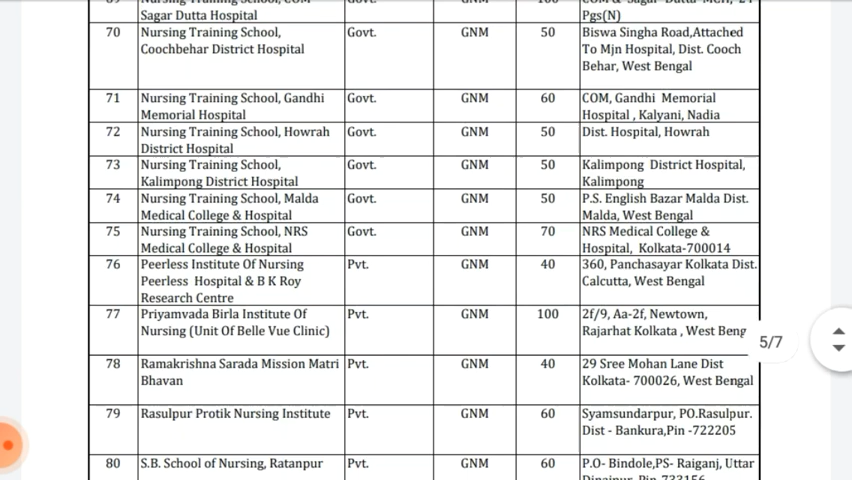 Sagar Dutta Hospital
Pgs(N)
70 Nursing Training School, Govt. GNM 50 Biswa Singha Road,Attached
Coochbehar District Hospital To Mjn Hospital, Dist. Cooch
Behar, West Bengal
71 Nursing Training School, Gandhi Govt. GNM 60 COM, Gandhi Memorial
Memorial Hospital Hospital , Kalyani, Nadia
72 Nursing Training School, Howrah Govt. GNM 50 Dist. Hospital, Howrah
District Hospital
73 Nursing Training School, Govt. GNM 50 Kalimpong District Hospital,
Kalimpong District Hospital Kalimpong
74 Nursing Training School, Malda Govt. GNM 50 P.S. English Bazar Malda Dist.
Medical College & Hospital Malda, West Bengal
75 Nursing Training School, NRS Govt. GNM 70 NRS Medical College &
Medical College & Hospital Hospital, Kolkata-700014
76 Peerless Institute Of Nursing Pvt. GNM 40 360, Panchasayar Kolkata Dist.
Peerless Hospital & B K Roy Calcutta, West Bengal
Research Centre
77 Priyamvada Birla Institute Of Pvt. GNM 100 2f/9, Aa-2f, Newtown,
Nursing (Unit Of Belle Vue Clinic) Rajarhat Kolkata , West Beng
5/7
78 Ramakrishna Sarada Mission Matri Pvt. GNM 40 29 Sree Mohan Lane Dist
Bhavan Kolkata- 700026, West Bengal
79 Rasulpur Protik Nursing Institute Pvt. GNM 60 Syamsundarpur, PO.Rasulpur.
Dist - Bankura,Pin -722205
80 S.B. School of Nursing, Ratanpur Pvt. GNM 60 P.O- Bindole,PS- Raiganj, Uttar